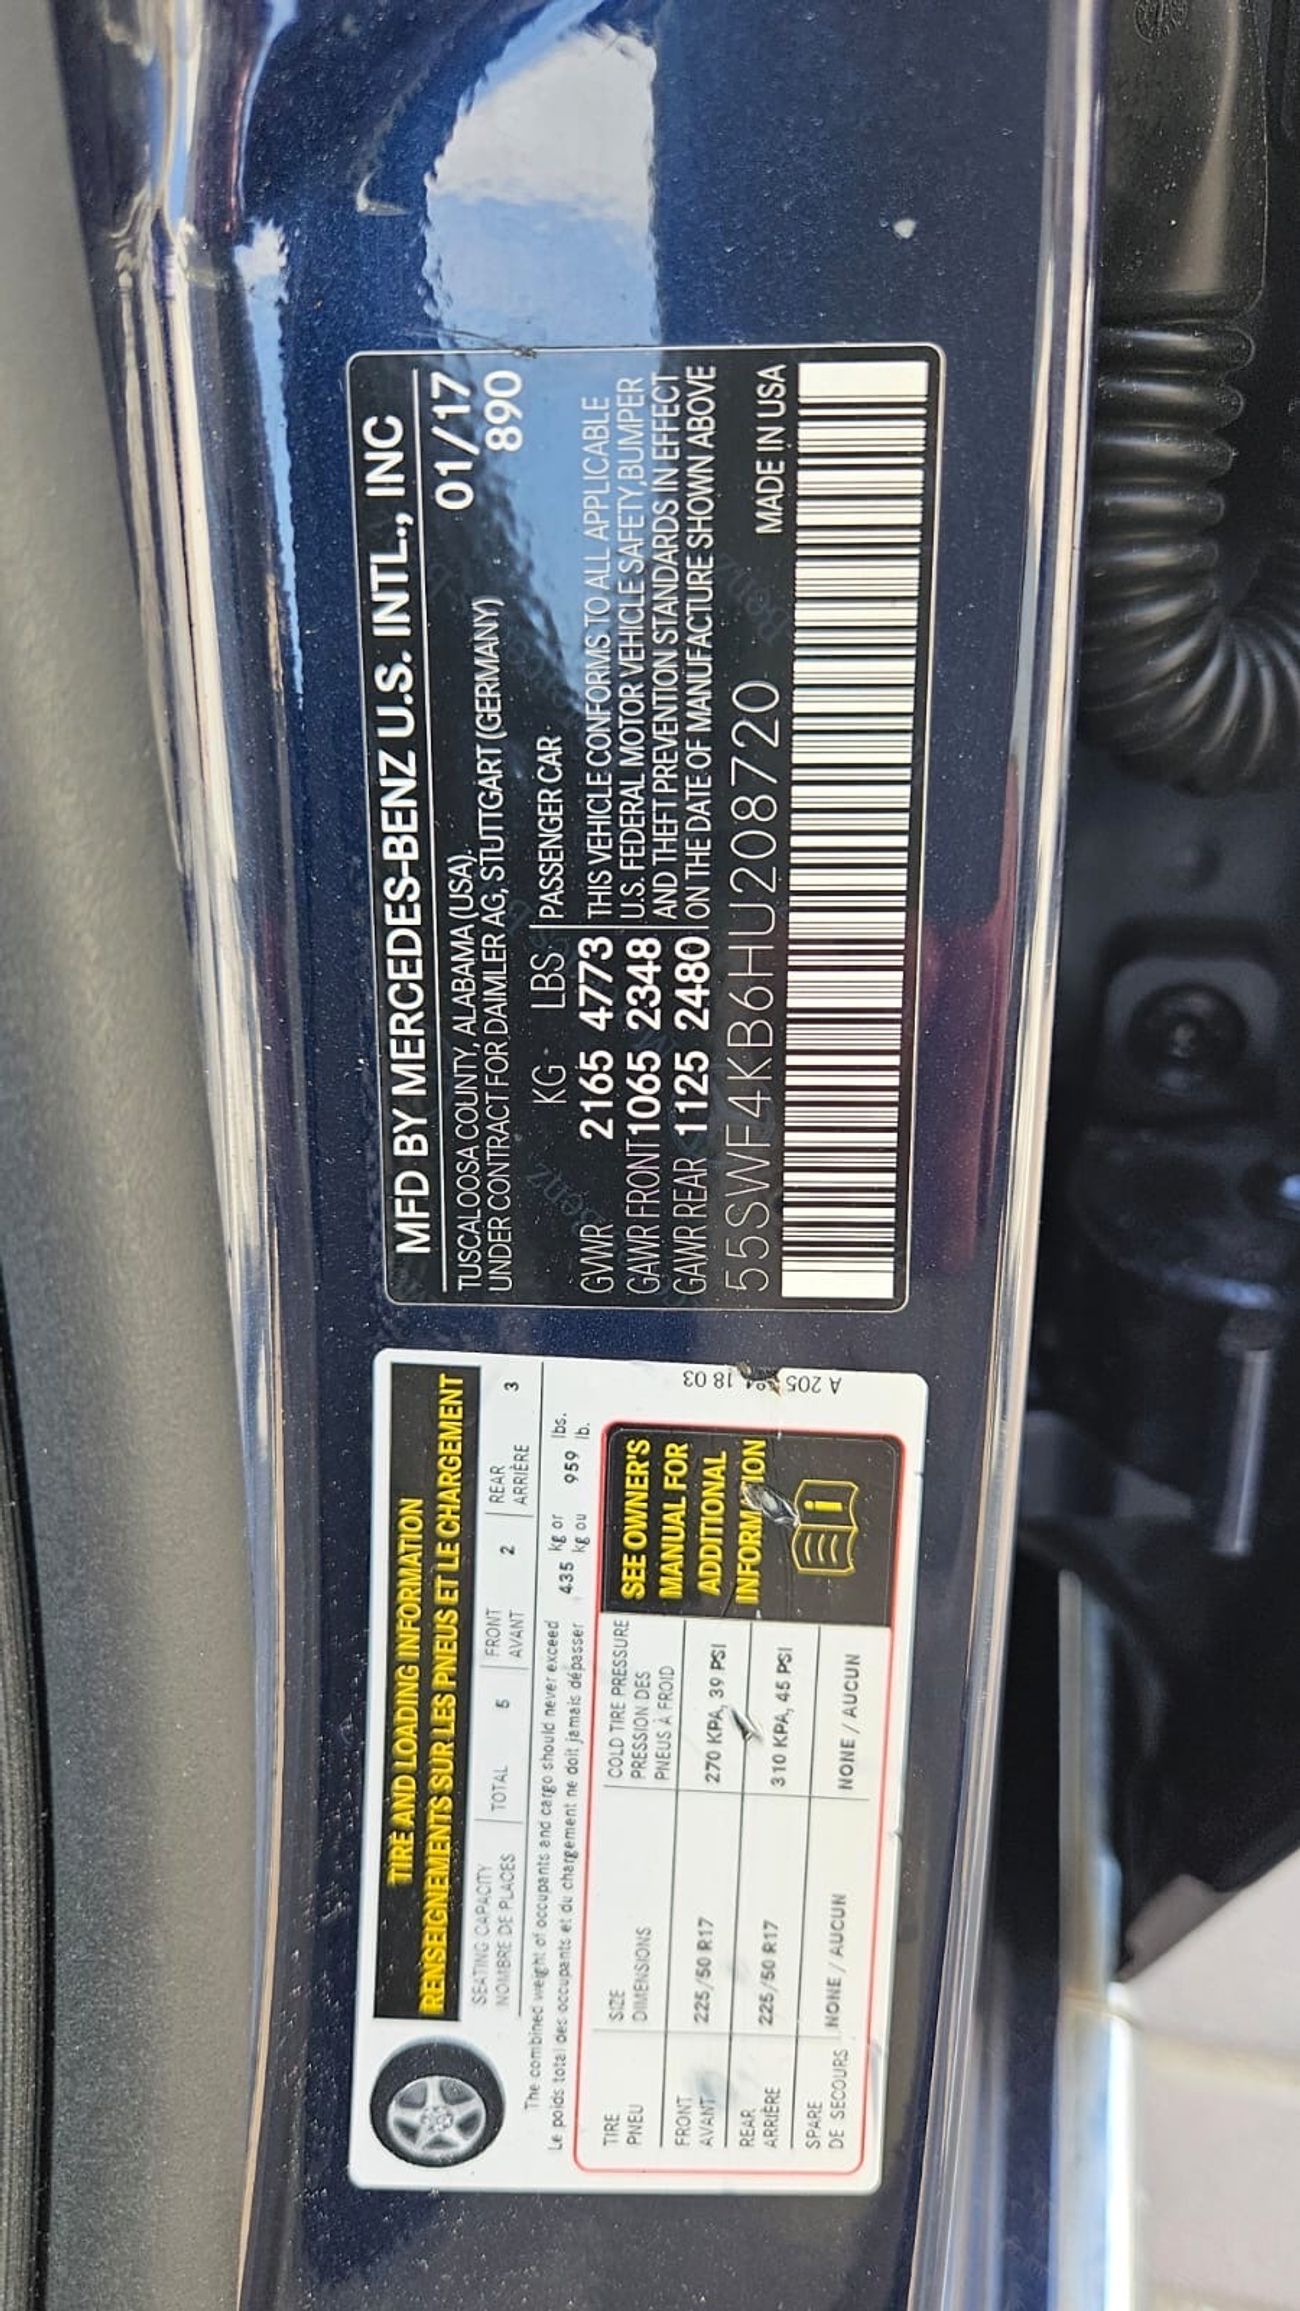 TIRE AND LOADING INFORMATION
RENSEIGNEMENTS SUR LES PNEUS ET LE CHARGEMENT
SEATING CAPACITY TOTAL 5 FRONT 2 REAR 3
NOMBRE DE PLACES AVANT ARRIÈRE
The combined weight of occupants and cargo should never exceed 435 kg or 959 lbs.
Le poids total des occupants et du chargement ne doit jamais dépasser kg ou lb.
TIRE SIZE COLD TIRE PRESSURE
PNEU DIMENSIONS PRESSION DES
PNEUS À FROID
FRONT 225/50 R17 270 KPA, 39 PSI
AVANT
REAR 225/50 R17 310 KPA, 45 PSI
ARRIÈRE
SPARE NONE / AUCUN NONE / AUCUN
DE SECOURS
SEE OWNER'S
MANUAL FOR
ADDITIONAL
INFORMATION
A 205 18 03
MFD BY MERCEDES-BENZ U.S. INTL., INC
TUSCALOOSA COUNTY, ALABAMA (USA). 01/17
UNDER CONTRACT FOR DAIMLER AG, STUTTGART (GERMANY) 890
KG LBS PASSENGER CAR
GVWR 2165 4773 THIS VEHICLE CONFORMS TO ALL APPLICABLE
GAWR FRONT 1065 2348 U.S. FEDERAL MOTOR VEHICLE SAFETY, BUMPER
AND THEFT PREVENTION STANDARDS IN EFFECT
GAWR REAR 1125 2480 ON THE DATE OF MANUFACTURE SHOWN ABOVE
55SWF4KB6HU208720 MADE IN USA